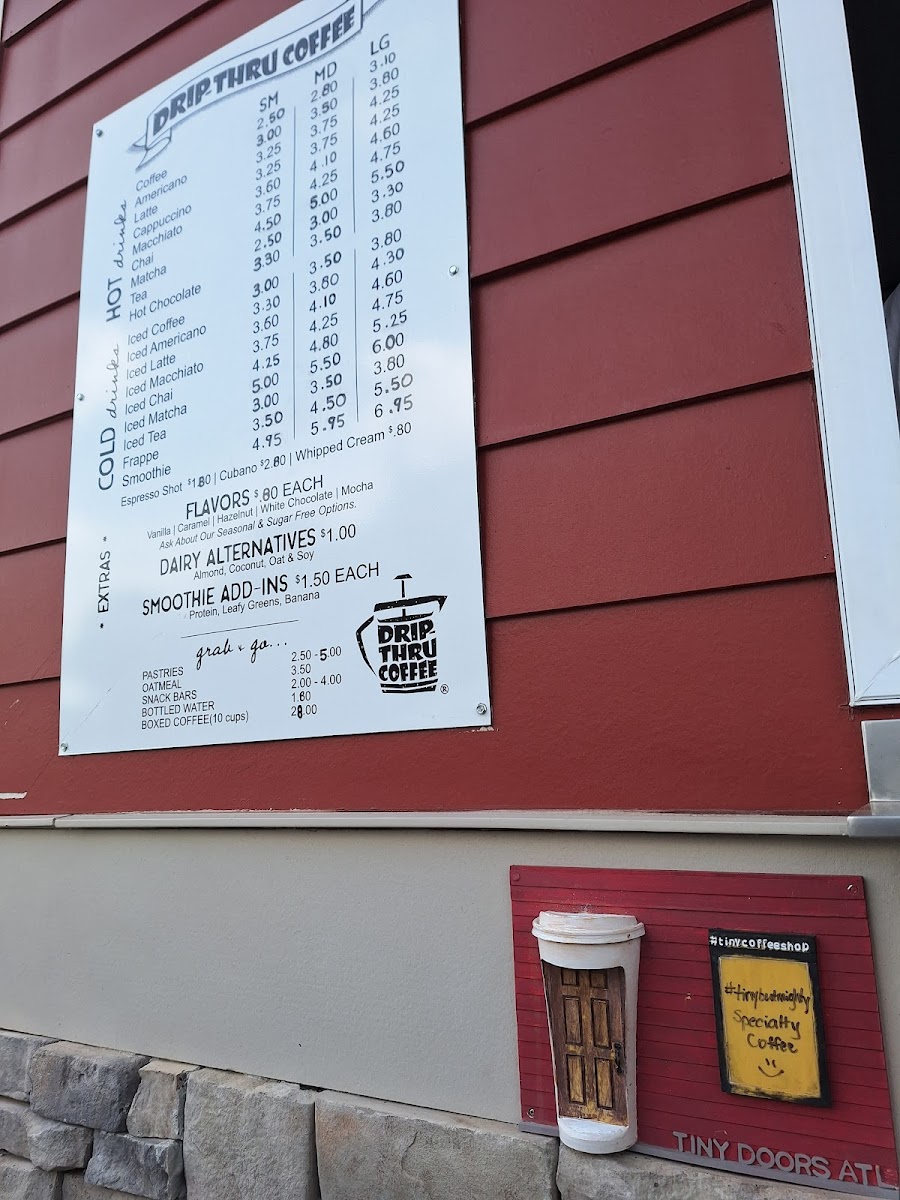 DRIP THRU COFFEE
SM MD LG
HOT drinks
Coffee 2.50 2.80 3.10
Americano 3.00 3.50 3.80
Latte 3.25 3.75 4.25
Cappuccino 3.25 3.75 4.25
Macchiato 3.60 4.10 4.60
Chai 3.75 4.25 4.75
Matcha 4.50 5.00 5.50
Tea 2.50 3.00 3.30
Hot Chocolate 3.30 3.50 3.80
COLD drinks
Iced Coffee 3.00 3.50 3.80
Iced Americano 3.30 3.80 4.30
Iced Latte 3.60 4.10 4.60
Iced Macchiato 3.75 4.25 4.75
Iced Chai 4.25 4.80 5.25
Iced Matcha 5.00 5.50 6.00
Iced Tea 3.00 3.50 3.80
Frappe 3.50 4.50 5.50
Smoothie 4.95 5.95 6.95
• EXTRAS •
Espresso Shot $1.80 | Cubano $2.80 | Whipped Cream $.80
FLAVORS $.80 EACH
Vanilla | Caramel | Hazelnut | White Chocolate | Mocha
Ask About Our Seasonal & Sugar Free Options.
DAIRY ALTERNATIVES $1.00
Almond, Coconut, Oat & Soy
SMOOTHIE ADD-INS $1.50 EACH
Protein, Leafy Greens, Banana
grab & go...
PASTRIES 2.50 - 5.00
OATMEAL 3.50
SNACK BARS 2.00 - 4.00
BOTTLED WATER 1.60
BOXED COFFEE(10 cups) 28.00
DRIP
THRU
COFFEE
®
#tinycoffeeshop
#tinybutmighty
Specialty
Coffee
TINY DOORS ATL